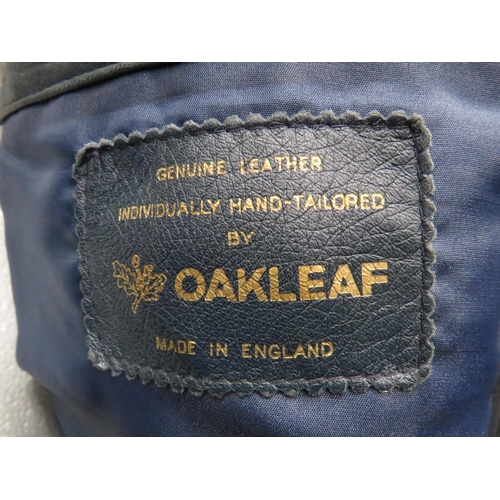 GENUINE LEATHER
INDIVIDUALLY HAND-TAILORED
BY
OAKLEAF
MADE IN ENGLAND